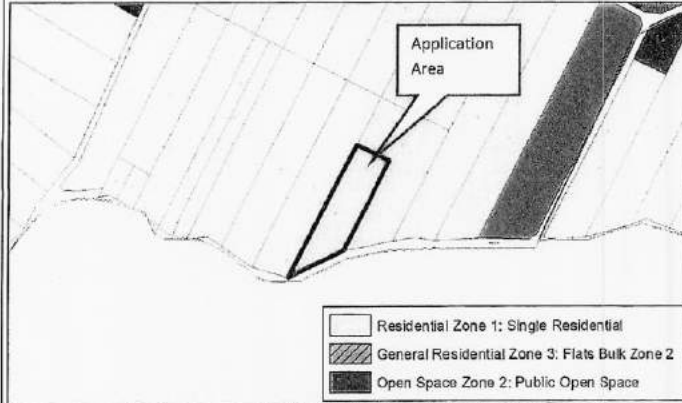 Application
Area
Residential Zone 1: Single Residential
General Residential Zone 3: Flats Bulk Zone 2
Open Space Zone 2: Public Open Space